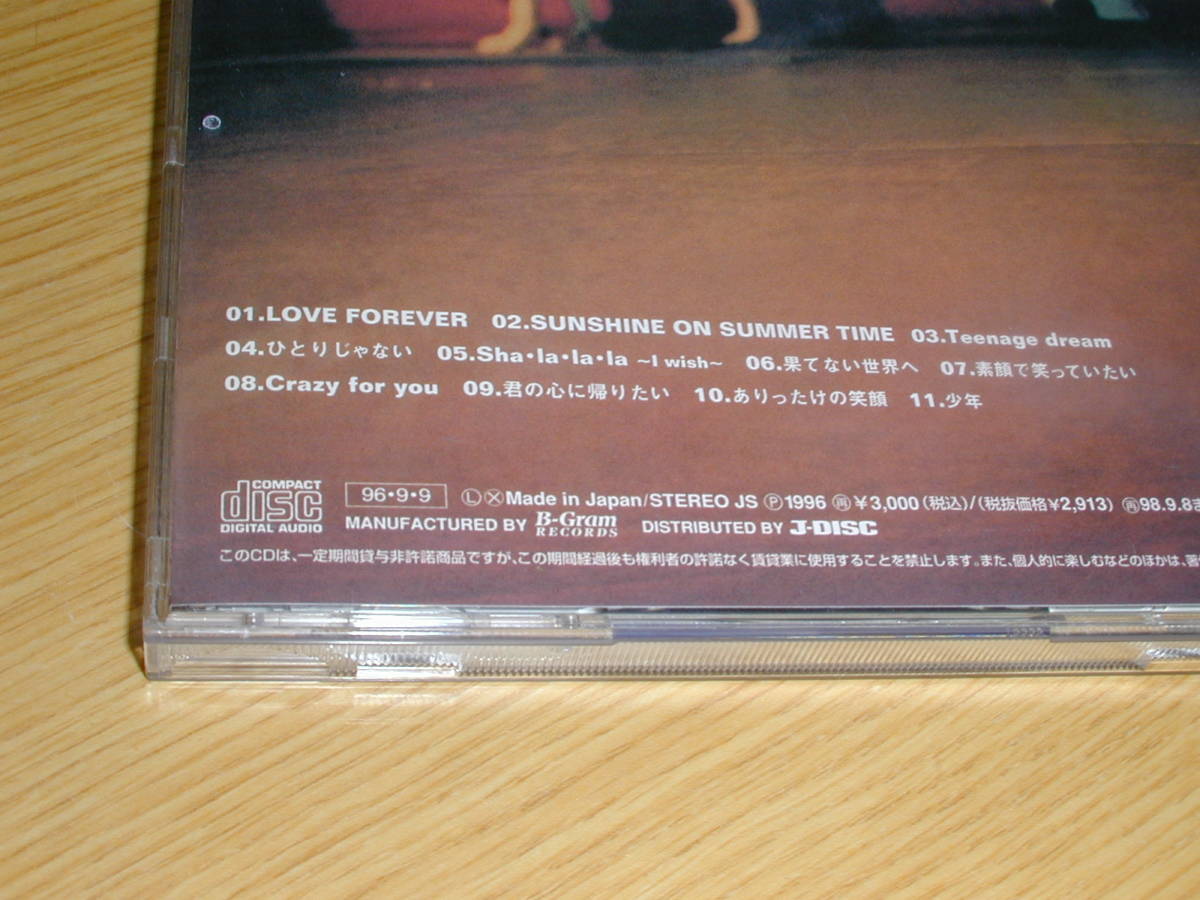 01.LOVE FOREVER 02.SUNSHINE ON SUMMER TIME 03.Teenage dream
04.ひとりじゃない 05.Sha・la・la・la ~I wish~ 06.果てない世界へ 07.素顔で笑っていたい
08.Crazy for you 09.君の心に帰りたい 10.ありったけの笑顔 11.少年
COMPACT disc DIGITAL AUDIO
96・9・9 ⓁⓍMade in Japan/STEREO JS Ⓟ1996 ㊞¥3,000(税込)/(税抜価格¥2,913) 98.9.8ま
MANUFACTURED BY B-Gram RECORDS DISTRIBUTED BY J-DISC
このCDは、一定期間貸与非許諾商品ですが、この期間経過後も権利者の許諾なく賃貸業に使用することを禁止します。また、個人的に楽しむなどのほかは、著